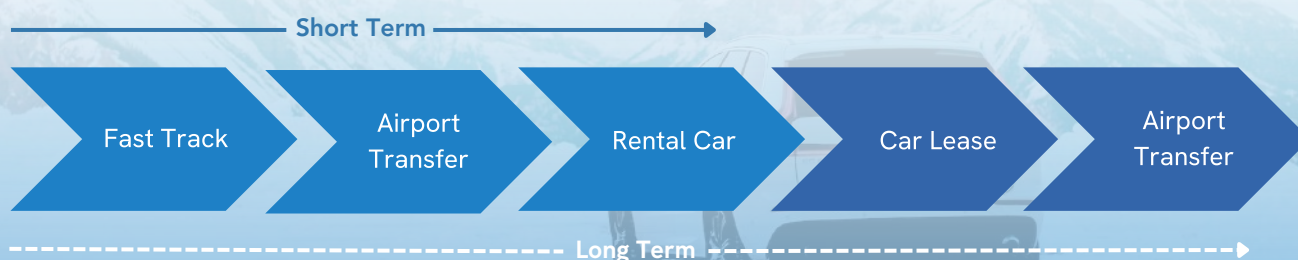 Short Term
Fast Track
Airport
Transfer
Rental Car
Car Lease
Airport
Transfer
Long Term